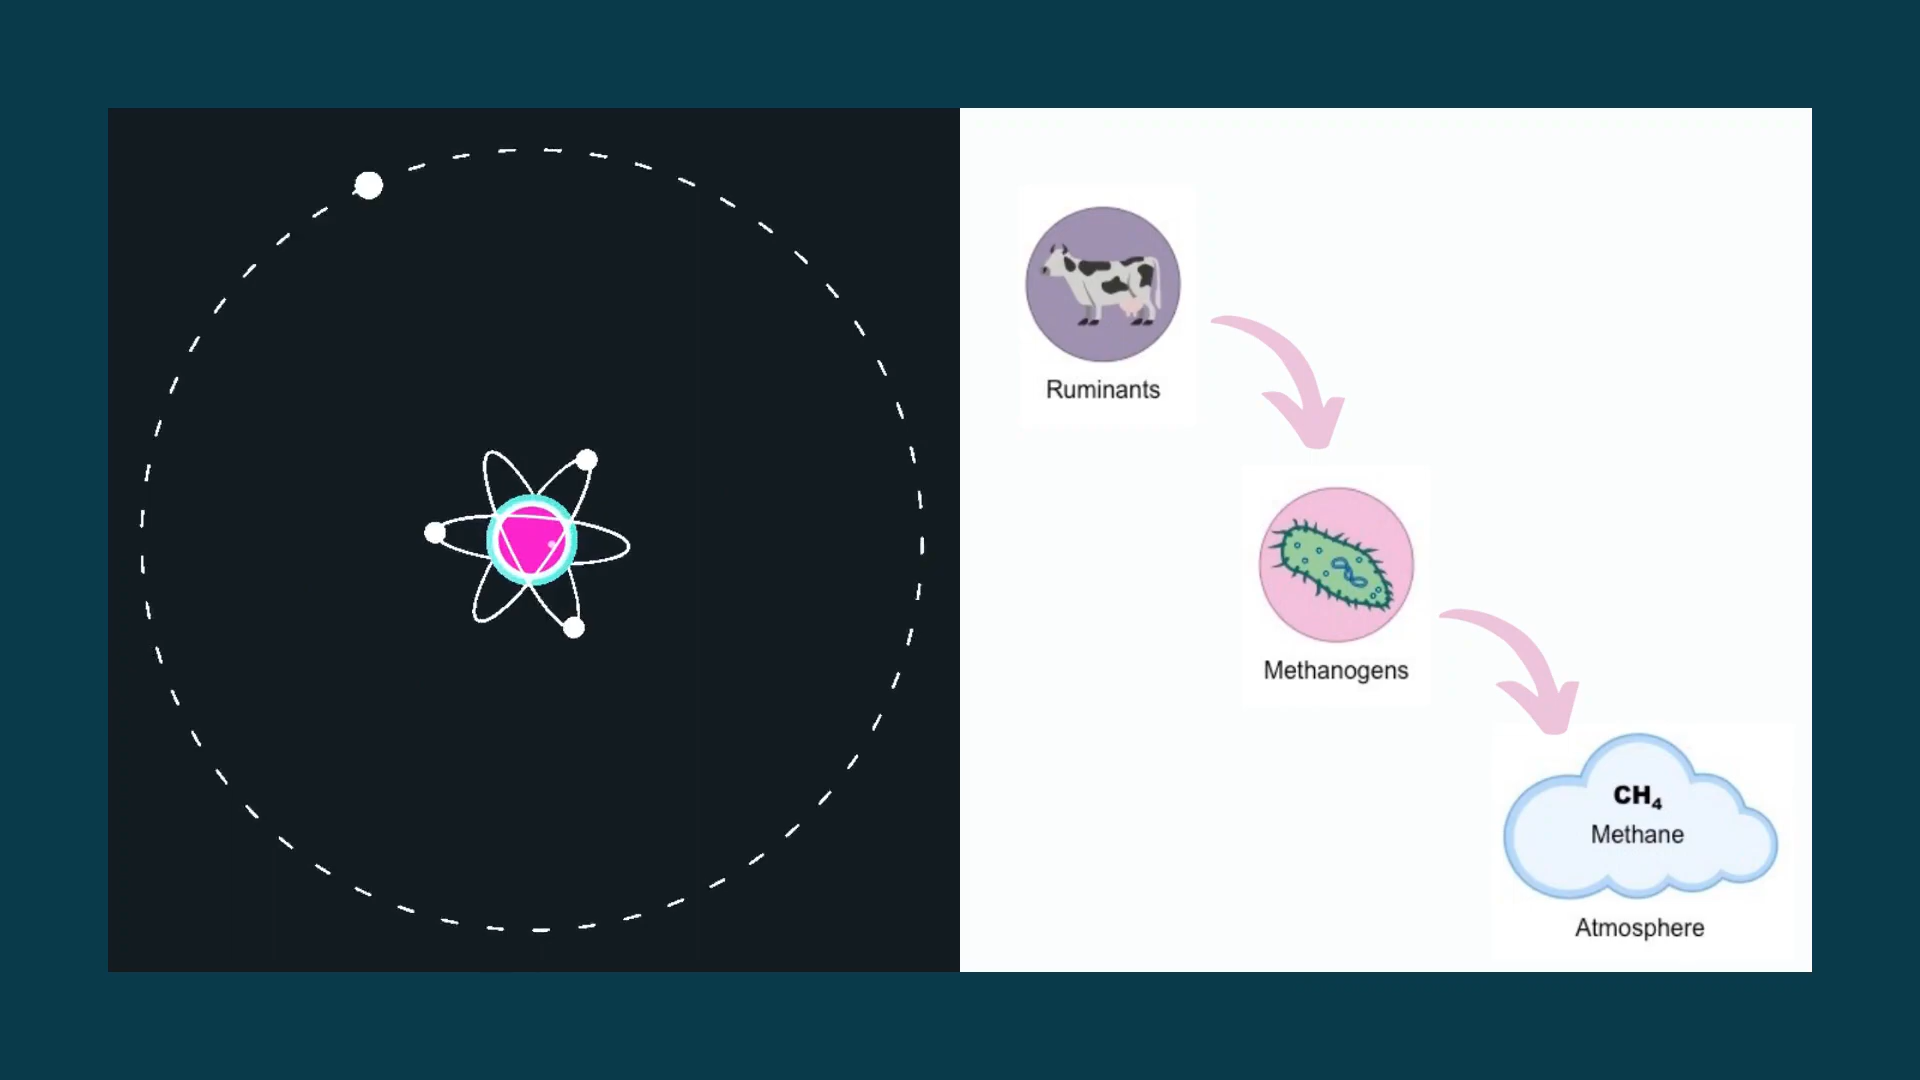 Ruminants
Methanogens
CH₄
Methane
Atmosphere